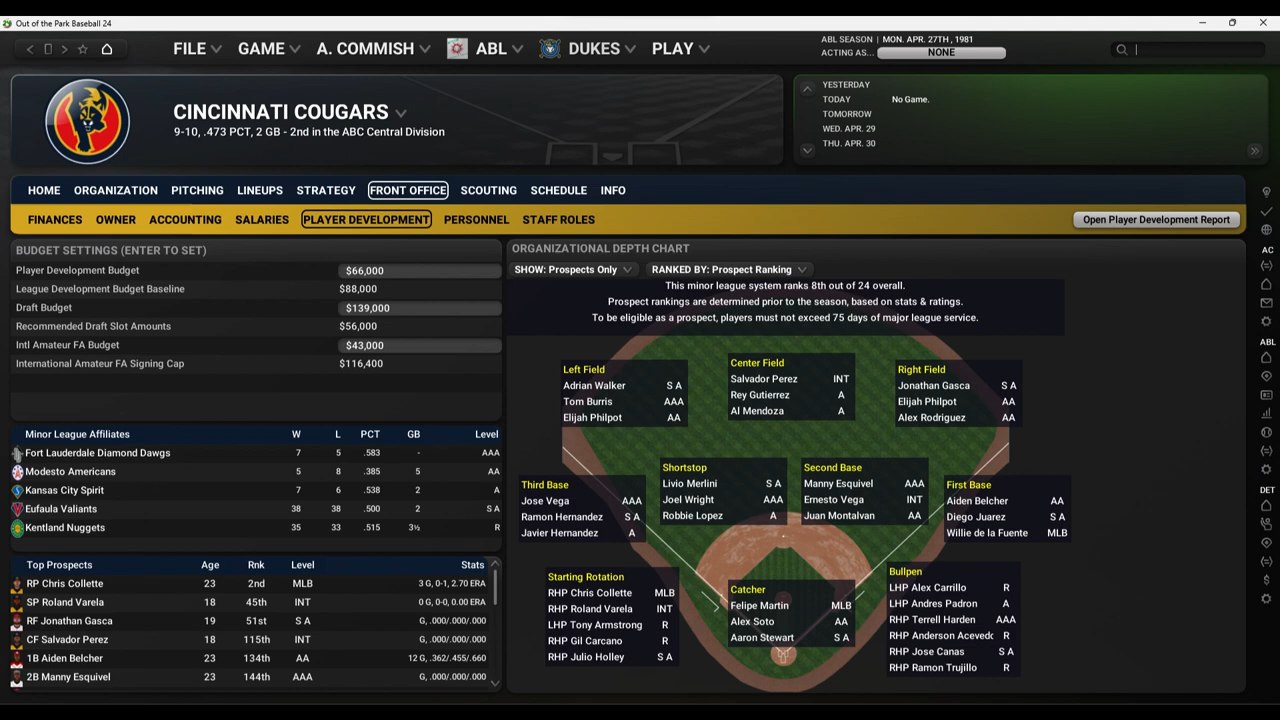 Out of the Park Baseball 24
FILE GAME A. COMMISH ABL DUKES PLAY
ABL SEASON | MON. APR. 27TH, 1981
ACTING AS... NONE
CINCINNATI COUGARS
9-10, .473 PCT, 2 GB - 2nd in the ABC Central Division
YESTERDAY
TODAY No Game.
TOMORROW
WED. APR. 29
THU. APR. 30
HOME ORGANIZATION PITCHING LINEUPS STRATEGY FRONT OFFICE SCOUTING SCHEDULE INFO
FINANCES OWNER ACCOUNTING SALARIES PLAYER DEVELOPMENT PERSONNEL STAFF ROLES Open Player Development Report
BUDGET SETTINGS (ENTER TO SET)
Player Development Budget $66,000
League Development Budget Baseline $88,000
Draft Budget $139,000
Recommended Draft Slot Amounts $56,000
Intl Amateur FA Budget $43,000
International Amateur FA Signing Cap $116,400
Minor League Affiliates W L PCT GB Level
Fort Lauderdale Diamond Dawgs 7 5 .583 - AAA
Modesto Americans 5 8 .385 5 AA
Kansas City Spirit 7 6 .538 2 A
Eufaula Valiants 38 38 .500 2 S A
Kentland Nuggets 35 33 .515 3½ R
Top Prospects Age Rnk Level Stats
RP Chris Collette 23 2nd MLB 3 G, 0-1, 2.70 ERA
SP Roland Varela 18 45th INT 0 G, 0-0, 0.00 ERA
RF Jonathan Gasca 19 51st S A G, .000/.000/.000
CF Salvador Perez 18 115th INT G, .000/.000/.000
1B Aiden Belcher 23 134th AA 12 G, .362/.455/.660
2B Manny Esquivel 23 144th AAA G, .000/.000/.000
ORGANIZATIONAL DEPTH CHART
SHOW: Prospects Only RANKED BY: Prospect Ranking
This minor league system ranks 8th out of 24 overall.
Prospect rankings are determined prior to the season, based on stats & ratings.
To be eligible as a prospect, players must not exceed 75 days of major league service.
Left Field
Adrian Walker S A
Tom Burris AAA
Elijah Philpot AA
Center Field
Salvador Perez INT
Rey Gutierrez A
Al Mendoza A
Right Field
Jonathan Gasca S A
Elijah Philpot AA
Alex Rodriguez AA
Third Base
Jose Vega AAA
Ramon Hernandez S A
Javier Hernandez A
Shortstop
Livio Merlini S A
Joel Wright AAA
Robbie Lopez A
Second Base
Manny Esquivel AAA
Ernesto Vega INT
Juan Montalvan AA
First Base
Aiden Belcher AA
Diego Juarez S A
Willie de la Fuente MLB
Starting Rotation
RHP Chris Collette MLB
RHP Roland Varela INT
LHP Tony Armstrong R
RHP Gil Carcano R
RHP Julio Holley S A
Catcher
Felipe Martin MLB
Alex Soto AA
Aaron Stewart S A
Bullpen
LHP Alex Carrillo R
LHP Andres Padron A
RHP Terrell Harden AAA
RHP Anderson Acevedc R
RHP Jose Canas S A
RHP Ramon Trujillo R
AC
ABL
DET